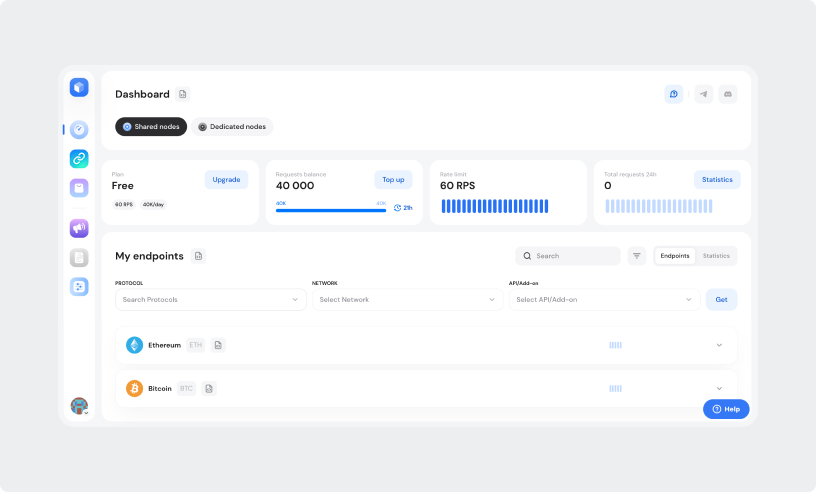 Dashboard
Shared nodes
Dedicated nodes
Plan
Free
Upgrade
60 RPS
40K/day
Requests balance
40 000
Top up
40K
40K
21h
Rate limit
60 RPS
Total requests 24h
0
Statistics
My endpoints
Search
Endpoints
Statistics
PROTOCOL
NETWORK
API/Add-on
Search Protocols
Select Network
Select API/Add-on
Get
Ethereum
ETH
Bitcoin
BTC
Help